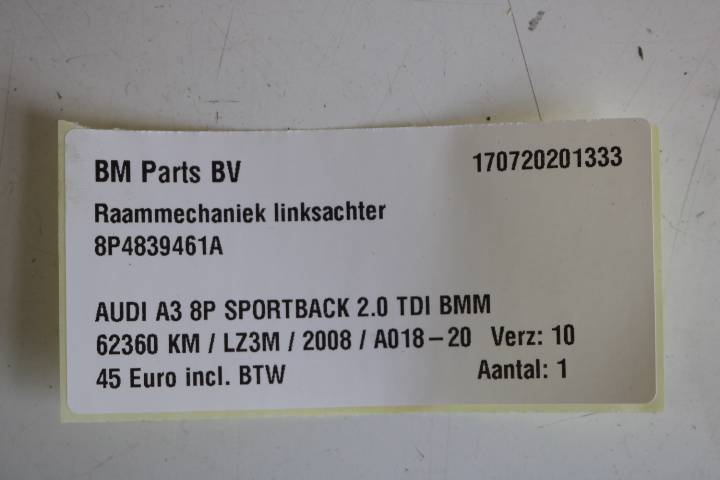 BM Parts BV 170720201333
Raammechaniek linksachter
8P4839461A
AUDI A3 8P SPORTBACK 2.0 TDI BMM
62360 KM / LZ3M / 2008 / A018-20 Verz: 10
45 Euro incl. BTW Aantal: 1